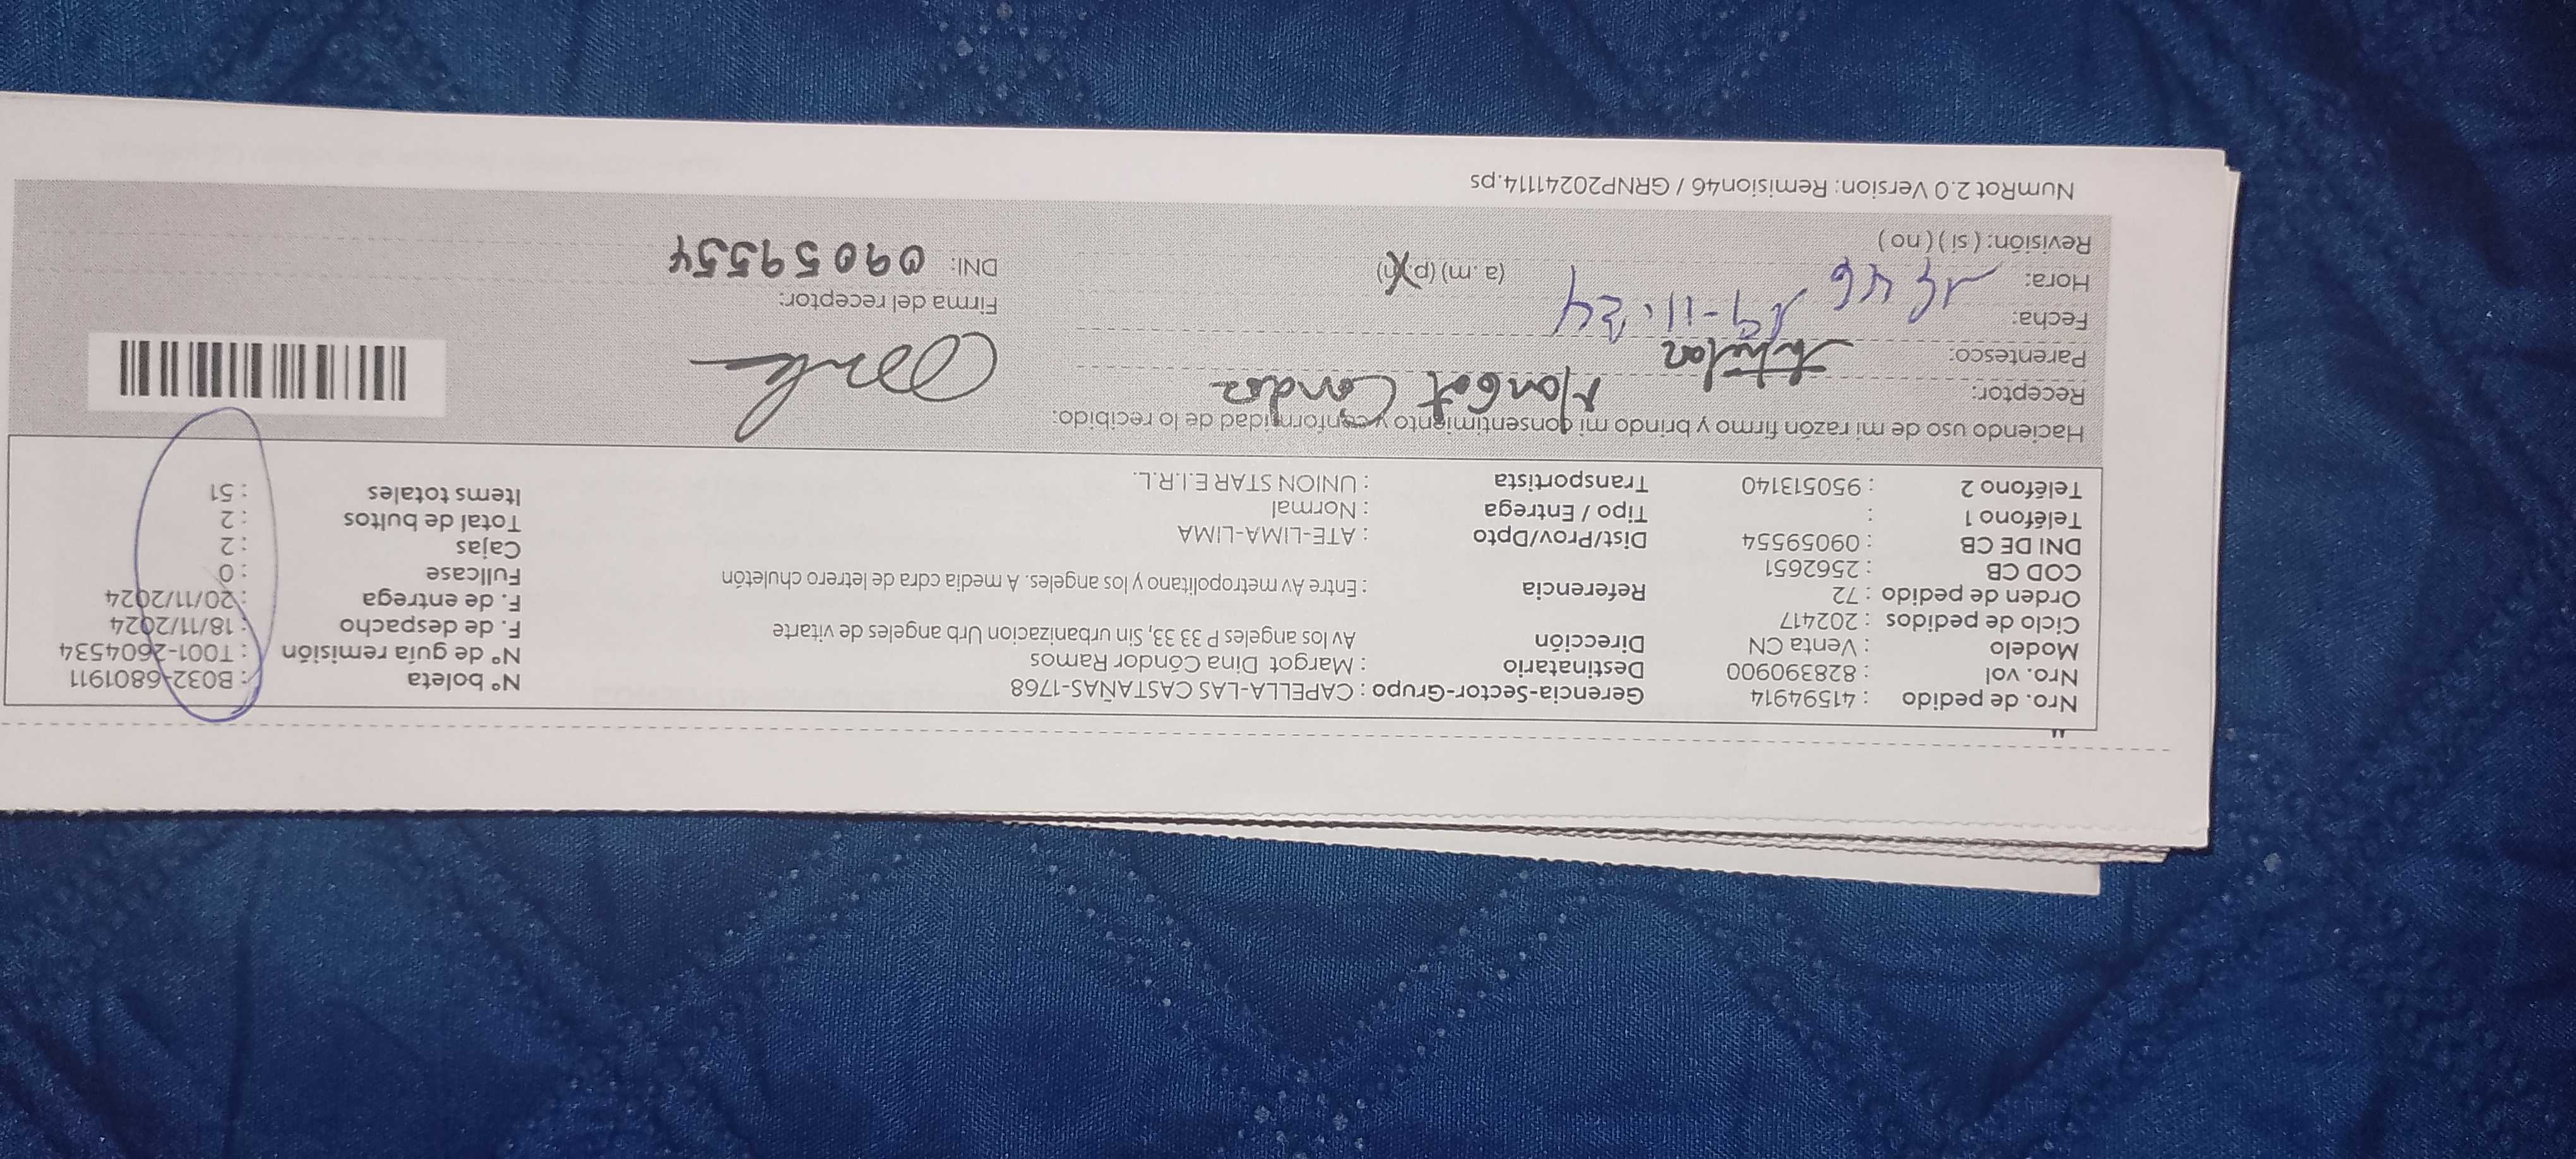 Nro. de pedido : 41594914 Gerencia-Sector-Grupo : CAPELLA-LAS CASTAÑAS-1768 N° boleta : B032-6801911
Nro. vol : 828390900 Destinatario : Margot Dina Cóndor Ramos N° de guía remisión : T001-2604534
Modelo : Venta CN Dirección Av los angeles P 33 33, Sin urbanizacion Urb angeles de vitarte F. de despacho : 18/11/2024
Ciclo de pedidos : 202417 F. de entrega : 20/11/2024
Orden de pedido : 72 Referencia : Entre Av metropolitano y los angeles. A media cdra de letrero chuletón Fullcase : 0
COD CB : 2562651 Cajas : 2
DNI DE CB : 09059554 Dist/Prov/Dpto : ATE-LIMA-LIMA Total de bultos : 2
Teléfono 1 : Tipo / Entrega : Normal Items totales : 51
Teléfono 2 : 950513140 Transportista : UNION STAR E.I.R.L.
Haciendo uso de mi razón firmo y brindo mi consentimiento y conformidad de lo recibido:
Receptor: Margot Condor
Parentesco: titular
Fecha: 19-11-24 Firma del receptor:
Hora: (a.m) (p.m) DNI: 09059554
Revisión: ( si ) ( no )
NumRot 2.0 Version: Remision46 / GRNP20241114.ps